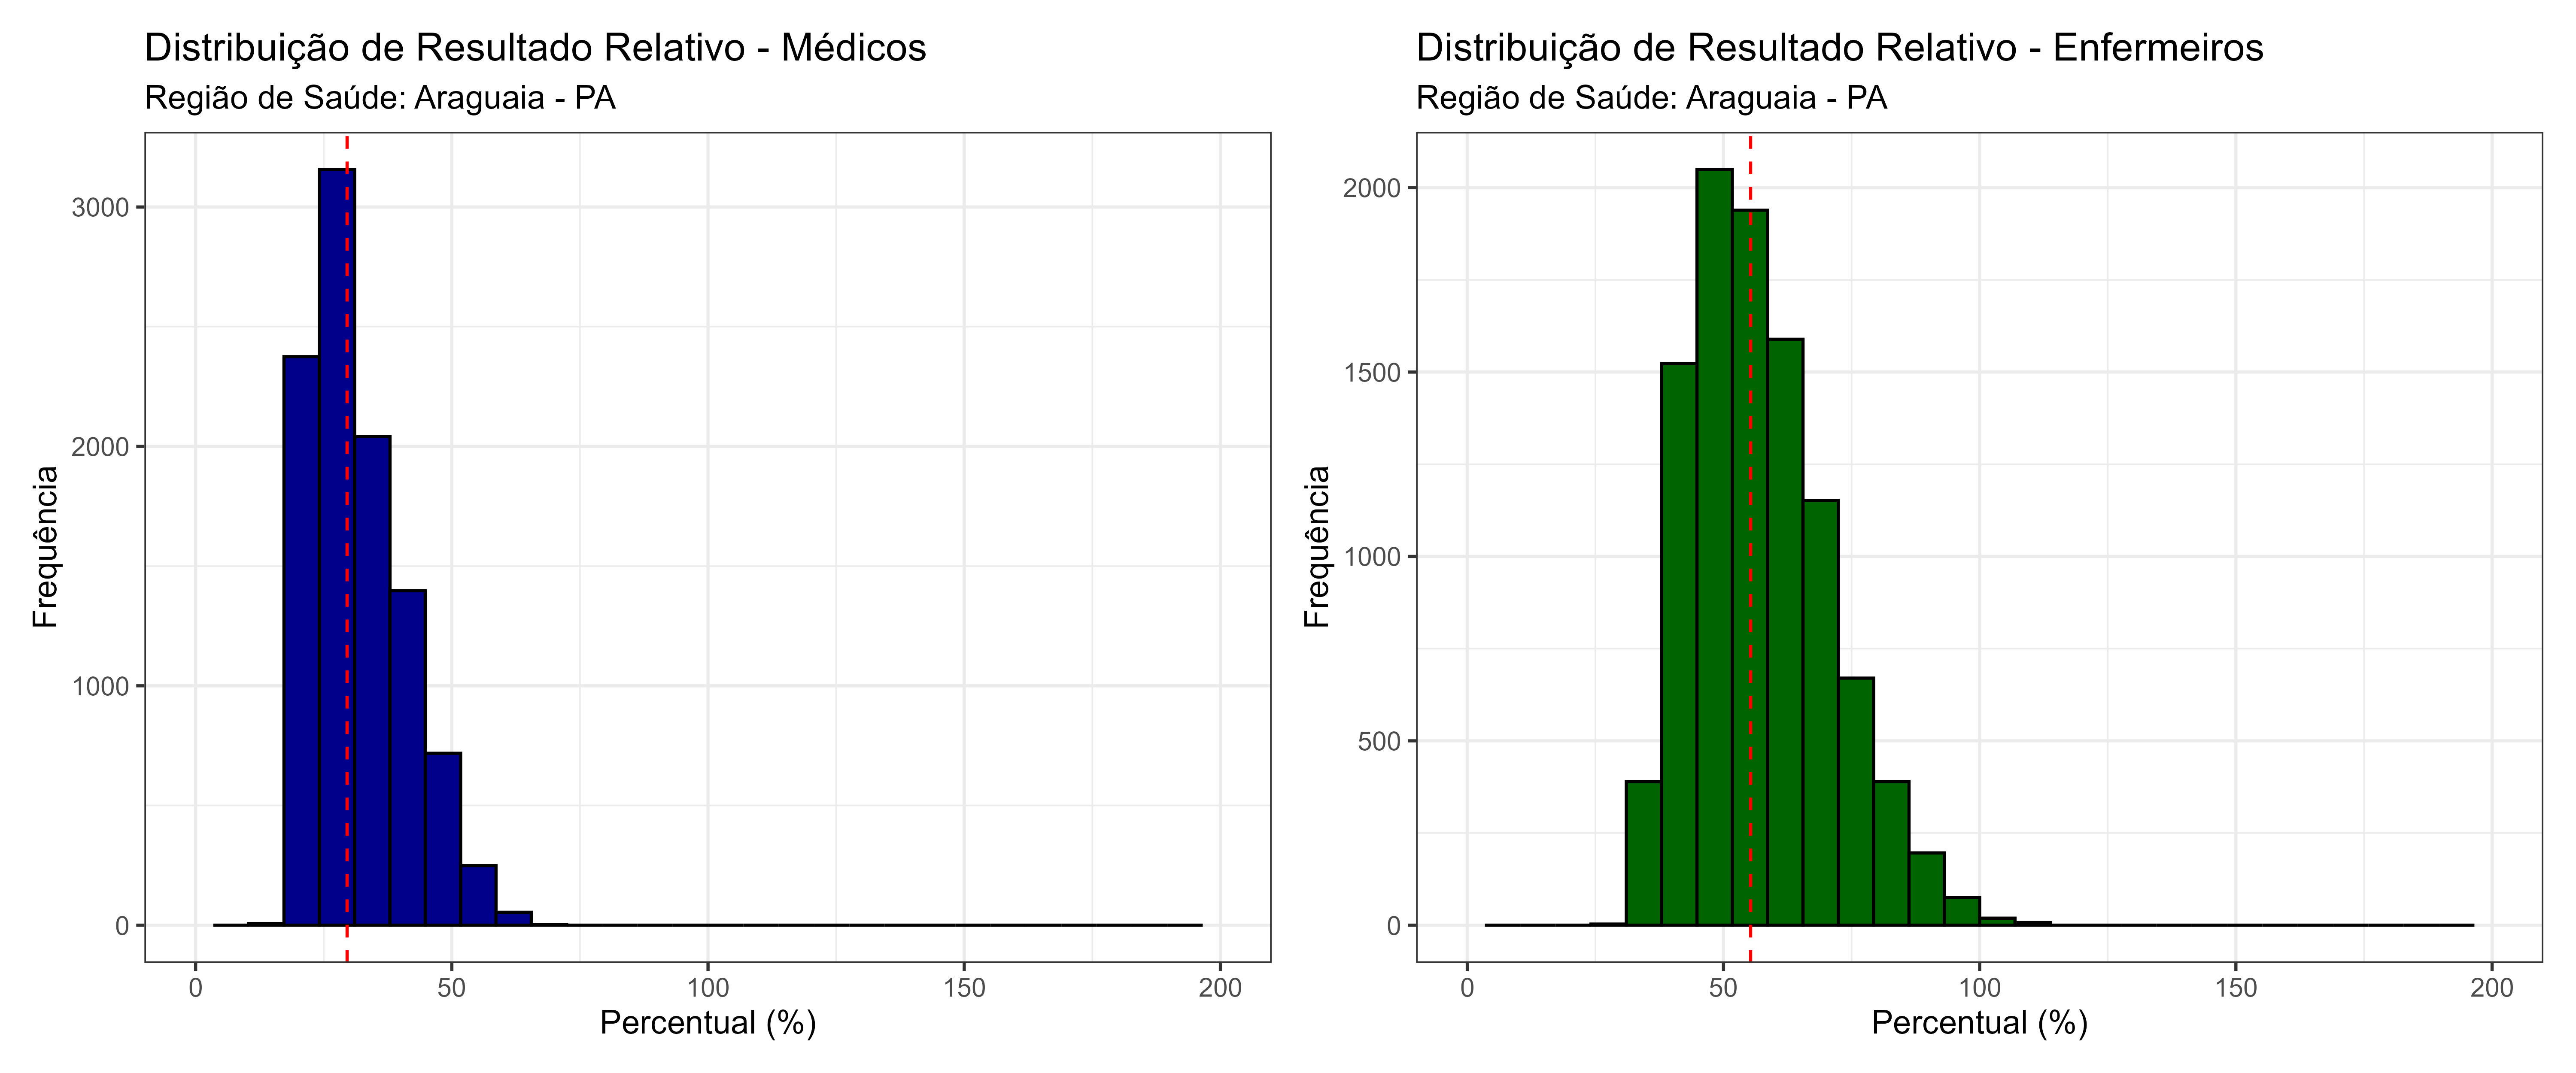 Distribuição de Resultado Relativo - Médicos
Região de Saúde: Araguaia - PA
Frequência
3000
2000
1000
0
0 50 100 150 200
Percentual (%)
Distribuição de Resultado Relativo - Enfermeiros
Região de Saúde: Araguaia - PA
Frequência
2000
1500
1000
500
0
0 50 100 150 200
Percentual (%)